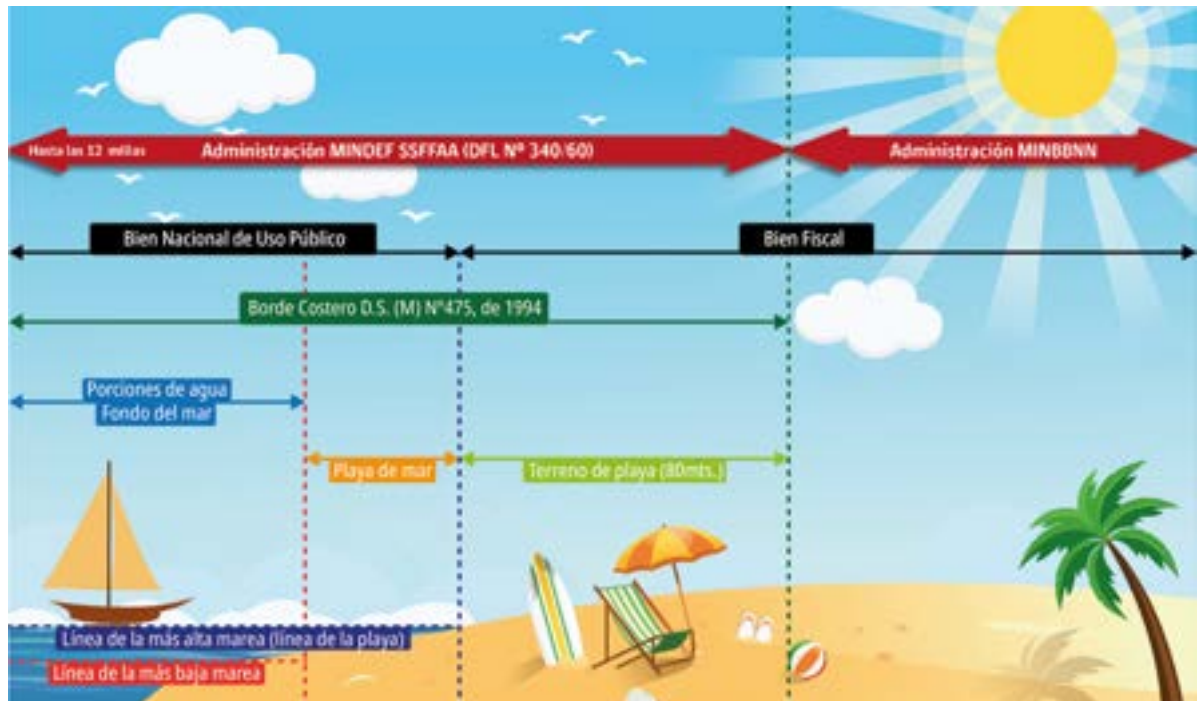 Hasta las 12 millas
Administración MINDEF SSFFAA (DFL Nº 340/60)
Administración MINBBNN
Bien Nacional de Uso Público
Bien Fiscal
Borde Costero D.S. (M) Nº475, de 1994
Porciones de agua
Fondo del mar
Playa de mar
Terreno de playa (80mts.)
Línea de la más alta marea (línea de la playa)
Línea de la más baja marea